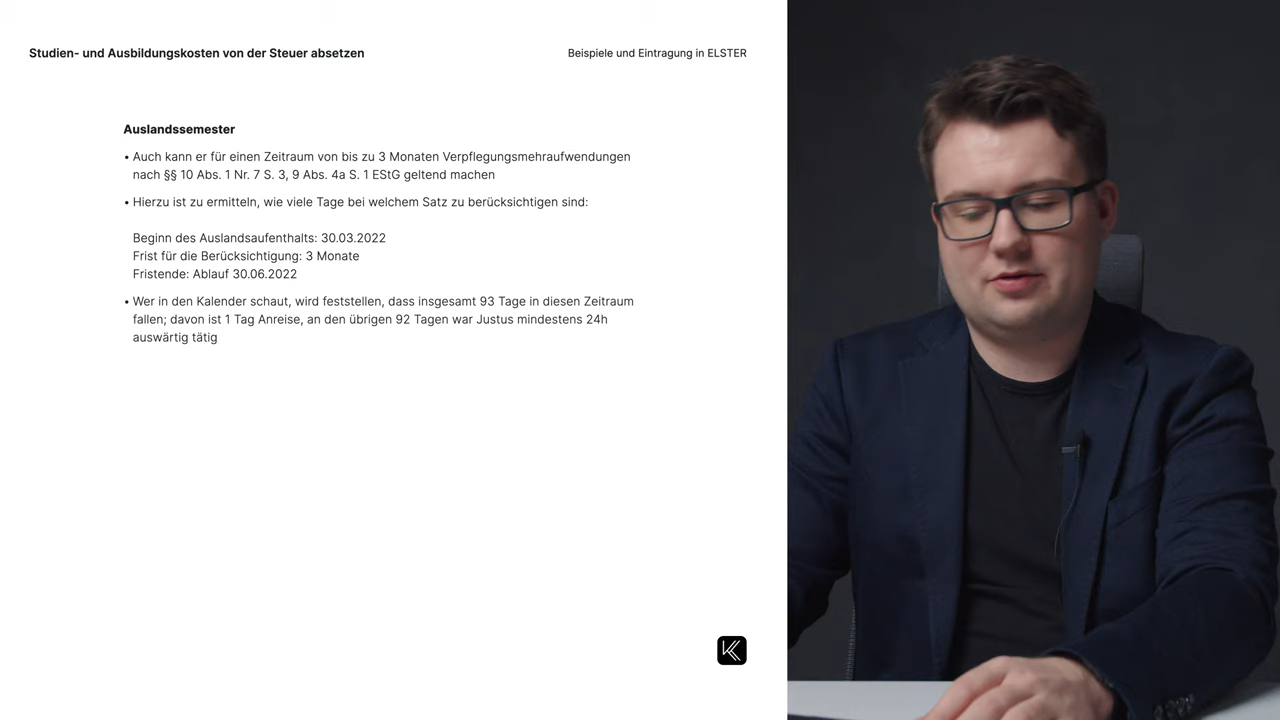 Studien- und Ausbildungskosten von der Steuer absetzen
Beispiele und Eintragung in ELSTER
Auslandssemester
• Auch kann er für einen Zeitraum von bis zu 3 Monaten Verpflegungsmehraufwendungen
nach §§ 10 Abs. 1 Nr. 7 S. 3, 9 Abs. 4a S. 1 EStG geltend machen
• Hierzu ist zu ermitteln, wie viele Tage bei welchem Satz zu berücksichtigen sind:
Beginn des Auslandsaufenthalts: 30.03.2022
Frist für die Berücksichtigung: 3 Monate
Fristende: Ablauf 30.06.2022
• Wer in den Kalender schaut, wird feststellen, dass insgesamt 93 Tage in diesen Zeitraum
fallen; davon ist 1 Tag Anreise, an den übrigen 92 Tagen war Justus mindestens 24h
auswärtig tätig